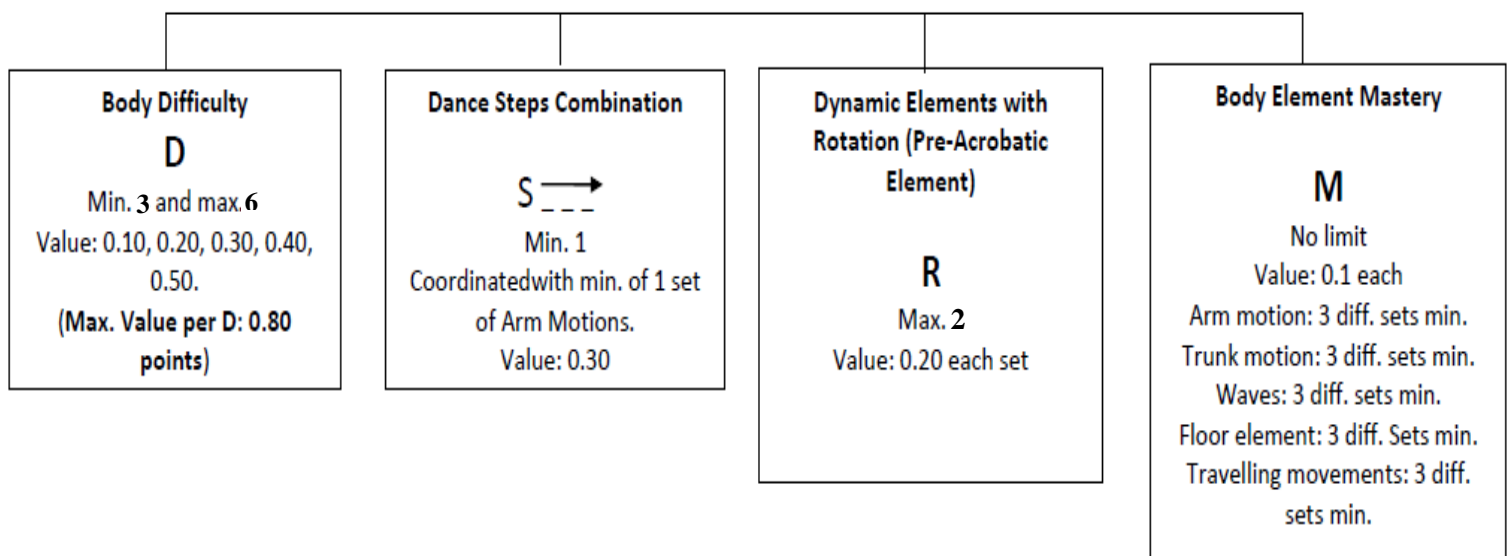 Body Difficulty
D
Min. 3 and max. 6
Value: 0.10, 0.20, 0.30, 0.40,
0.50.
(Max. Value per D: 0.80
points)
Dance Steps Combination
S
Min. 1
Coordinatedwith min. of 1 set
of Arm Motions.
Value: 0.30
Dynamic Elements with
Rotation (Pre-Acrobatic
Element)
R
Max. 2
Value: 0.20 each set
Body Element Mastery
M
No limit
Value: 0.1 each
Arm motion: 3 diff. sets min.
Trunk motion: 3 diff. sets min.
Waves: 3 diff. sets min.
Floor element: 3 diff. Sets min.
Travelling movements: 3 diff.
sets min.